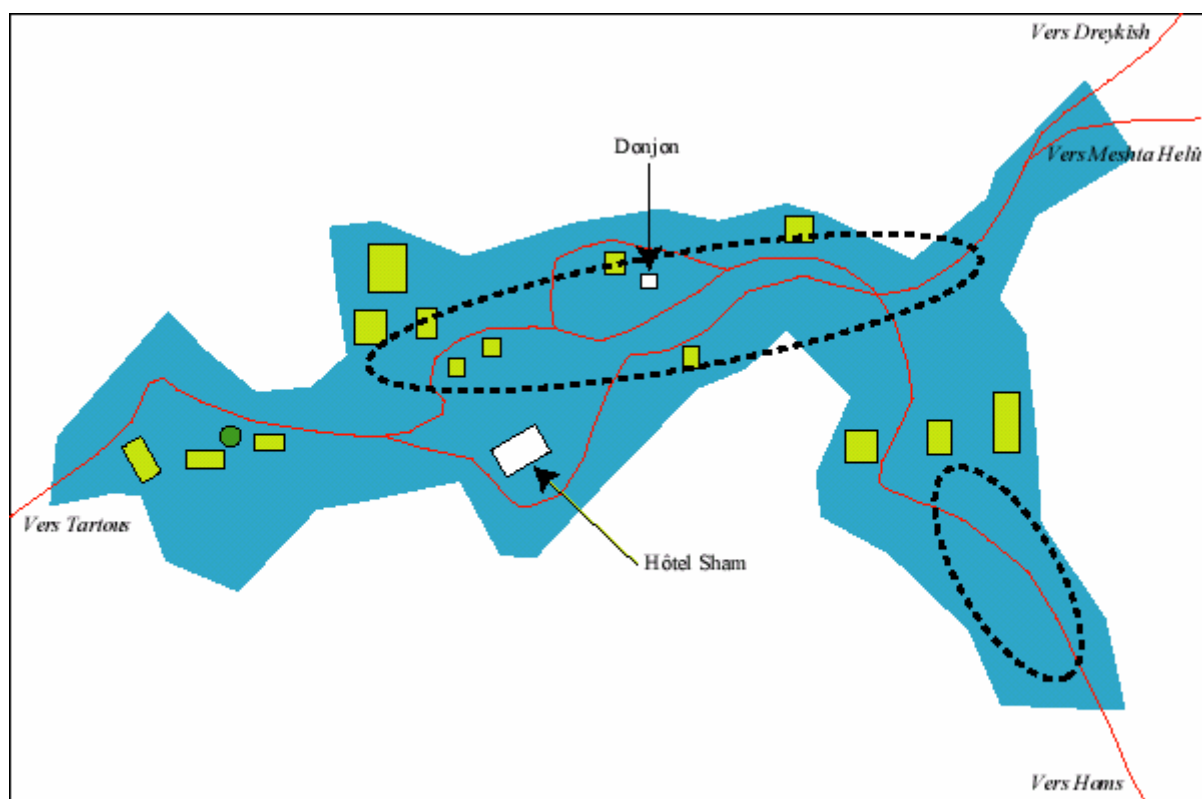 Vers Dreykish
Donjon
Vers Meshta Helû
Vers Tartous
Hôtel Sham
Vers Homs